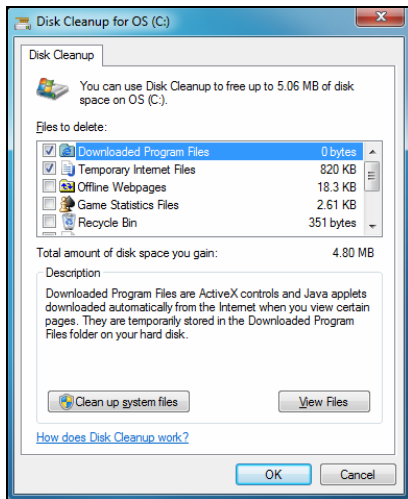 Disk Cleanup for OS (C:)
Disk Cleanup
You can use Disk Cleanup to free up to 5.06 MB of disk
space on OS (C:).
Files to delete:
Downloaded Program Files 0 bytes
Temporary Internet Files 820 KB
Offline Webpages 18.3 KB
Game Statistics Files 2.61 KB
Recycle Bin 351 bytes
Total amount of disk space you gain: 4.80 MB
Description
Downloaded Program Files are ActiveX controls and Java applets
downloaded automatically from the Internet when you view certain
pages. They are temporarily stored in the Downloaded Program
Files folder on your hard disk.
Clean up system files View Files
How does Disk Cleanup work?
OK Cancel